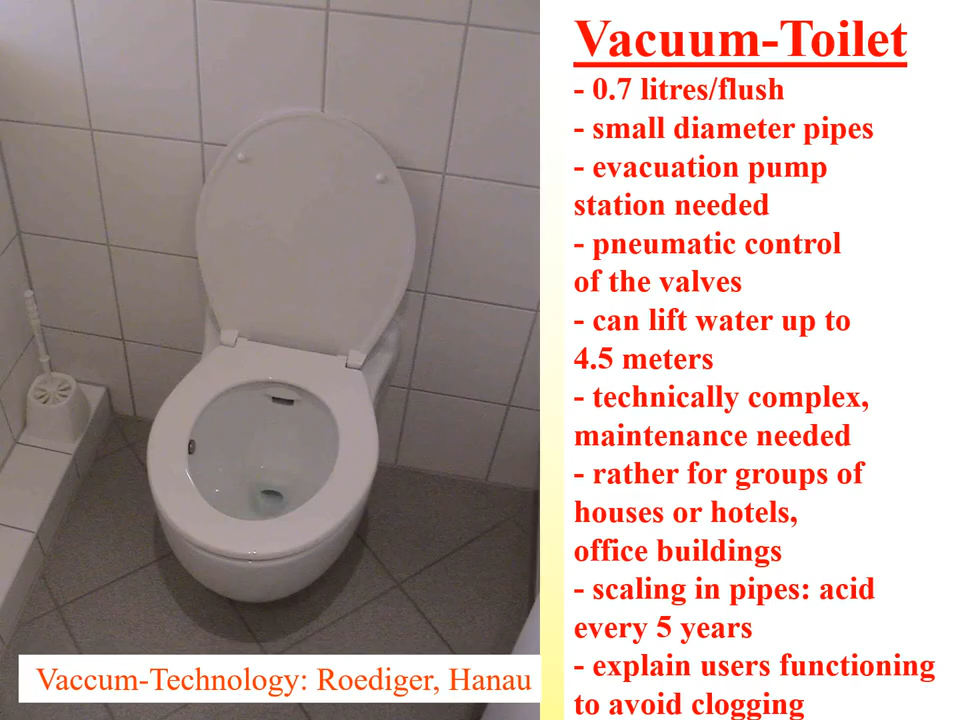 Vacuum-Toilet
- 0.7 litres/flush
- small diameter pipes
- evacuation pump
station needed
- pneumatic control
of the valves
- can lift water up to
4.5 meters
- technically complex,
maintenance needed
- rather for groups of
houses or hotels,
office buildings
- scaling in pipes: acid
every 5 years
- explain users functioning
to avoid clogging
Vaccum-Technology: Roediger, Hanau